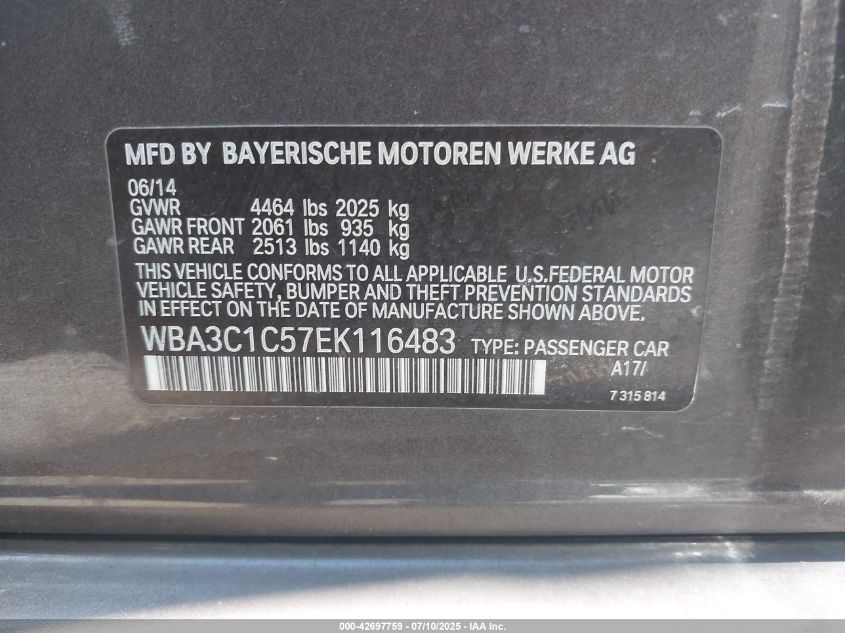 MFD BY BAYERISCHE MOTOREN WERKE AG
06/14
GVWR 4464 lbs 2025 kg
GAWR FRONT 2061 lbs 935 kg
GAWR REAR 2513 lbs 1140 kg
THIS VEHICLE CONFORMS TO ALL APPLICABLE U.S.FEDERAL MOTOR
VEHICLE SAFETY, BUMPER AND THEFT PREVENTION STANDARDS
IN EFFECT ON THE DATE OF MANUFACTURE SHOWN ABOVE.
WBA3C1C57EK116483 TYPE: PASSENGER CAR
A17/
7 315 814
000-42697759 — 07/10/2025 — IAA Inc.